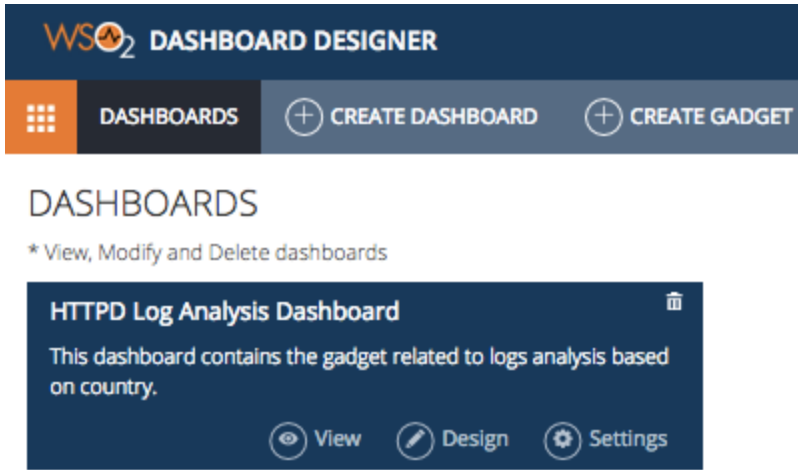 WSO2 DASHBOARD DESIGNER
DASHBOARDS CREATE DASHBOARD CREATE GADGET
DASHBOARDS
* View, Modify and Delete dashboards
HTTPD Log Analysis Dashboard
This dashboard contains the gadget related to logs analysis based
on country.
View Design Settings